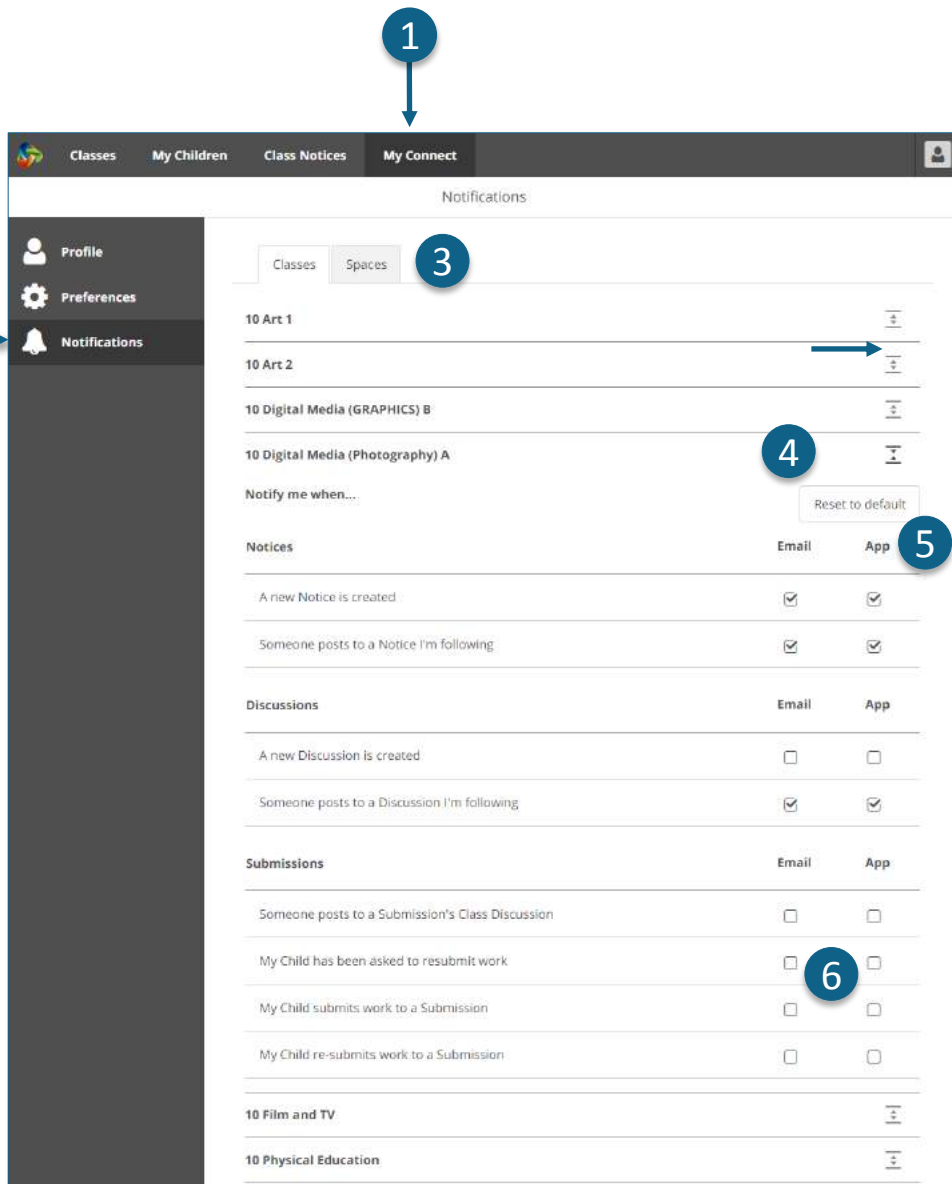 1
Classes My Children Class Notices My Connect
Notifications
Profile
Preferences
Notifications
Classes Spaces 3
10 Art 1
10 Art 2
10 Digital Media (GRAPHICS) B
10 Digital Media (Photography) A 4
Notify me when...
Reset to default
Notices Email App 5
A new Notice is created
Someone posts to a Notice I'm following
Discussions Email App
A new Discussion is created
Someone posts to a Discussion I'm following
Submissions Email App
Someone posts to a Submission's Class Discussion
My Child has been asked to resubmit work 6
My Child submits work to a Submission
My Child re-submits work to a Submission
10 Film and TV
10 Physical Education